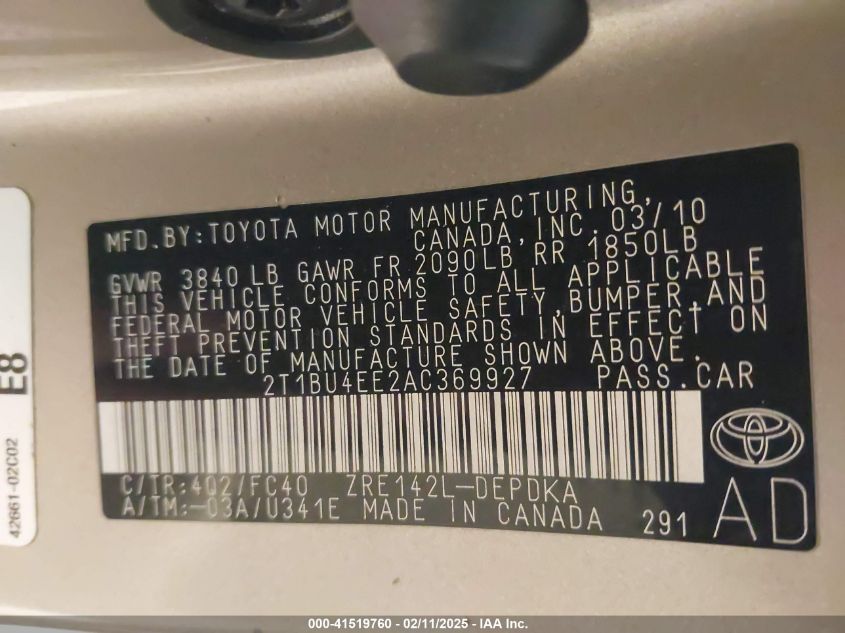 MFD.BY:TOYOTA MOTOR MANUFACTURING,
CANADA,INC. 03/10
GVWR 3840 LB GAWR FR 2090LB RR 1850LB
THIS VEHICLE CONFORMS TO ALL APPLICABLE
FEDERAL MOTOR VEHICLE SAFETY,BUMPER,AND
THEFT PREVENTION STANDARDS IN EFFECT ON
THE DATE OF MANUFACTURE SHOWN ABOVE.
2T1BU4EE2AC369927 PASS.CAR
C/TR:4Q2/FC40 ZRE142L-DEPDKA
A/TM:-03A/U341E MADE IN CANADA 291
AD
E8
42661-02C02
000-41519760 - 02/11/2025 - IAA Inc.